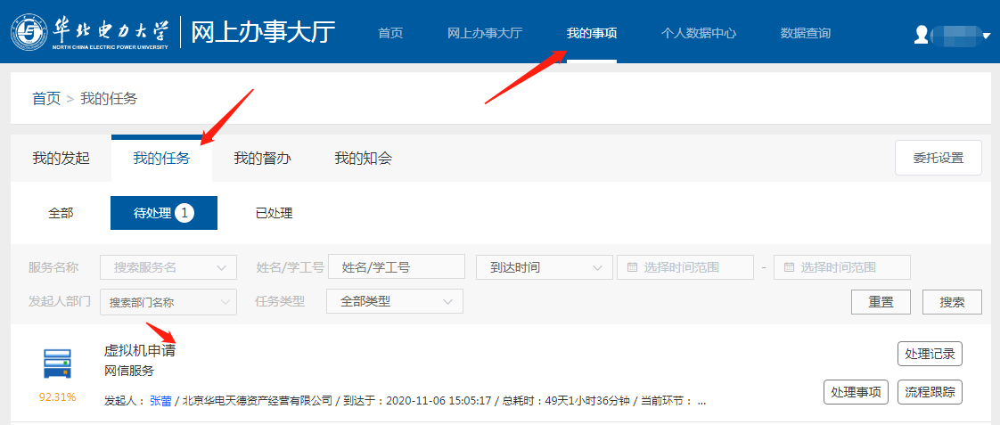 华北电力大学 网上办事大厅 首页 网上办事大厅 我的事项 个人数据中心 数据查询
NORTH CHINA ELECTRIC POWER UNIVERSITY
首页 > 我的任务
我的发起 我的任务 我的督办 我的知会 委托设置
全部 待处理 1 已处理
服务名称 搜索服务名 姓名/学工号 姓名/学工号 到达时间 选择时间范围 - 选择时间范围
发起人部门 搜索部门名称 任务类型 全部类型 重置 搜索
虚拟机申请 处理记录
网信服务
92.31% 发起人： 张蕾 / 北京华电天德资产经营有限公司 / 到达于：2020-11-06 15:05:17 / 总耗时：49天1小时36分钟 / 当前环节： ... 处理事项 流程跟踪